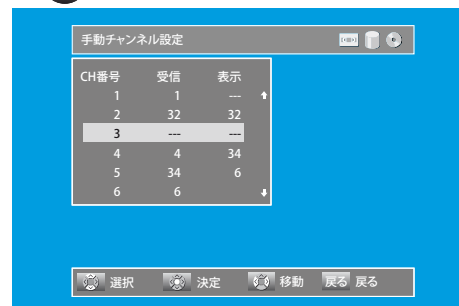 手動チャンネル設定
CH番号 受信 表示
1 1 ---
2 32 32
3 --- ---
4 4 34
5 34 6
6 6
選択 決定 移動 戻る 戻る